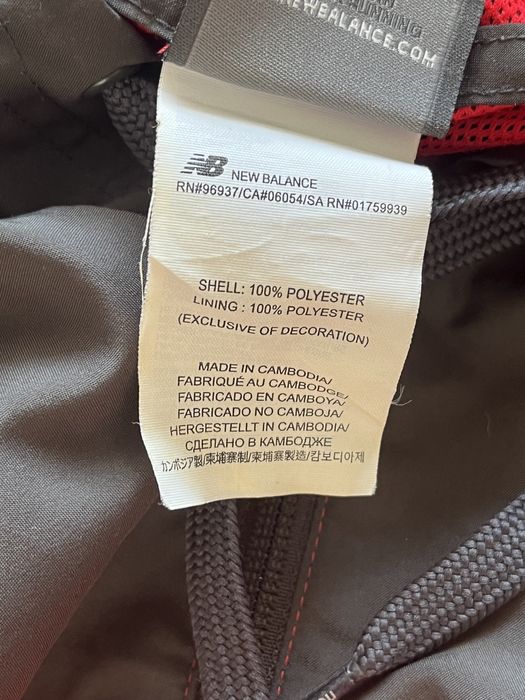 RUNNING
NEWBALANCE.COM
NB NEW BALANCE
RN#96937/CA#06054/SA RN#01759939
SHELL: 100% POLYESTER
LINING : 100% POLYESTER
(EXCLUSIVE OF DECORATION)
MADE IN CAMBODIA/
FABRIQUÉ AU CAMBODGE/
FABRICADO EN CAMBOYA/
FABRICADO NO CAMBOJA/
HERGESTELLT IN CAMBODIA/
СДЕЛАНО В КАМБОДЖЕ
カンボジア製/柬埔寨制/柬埔寨製造/캄보디아제